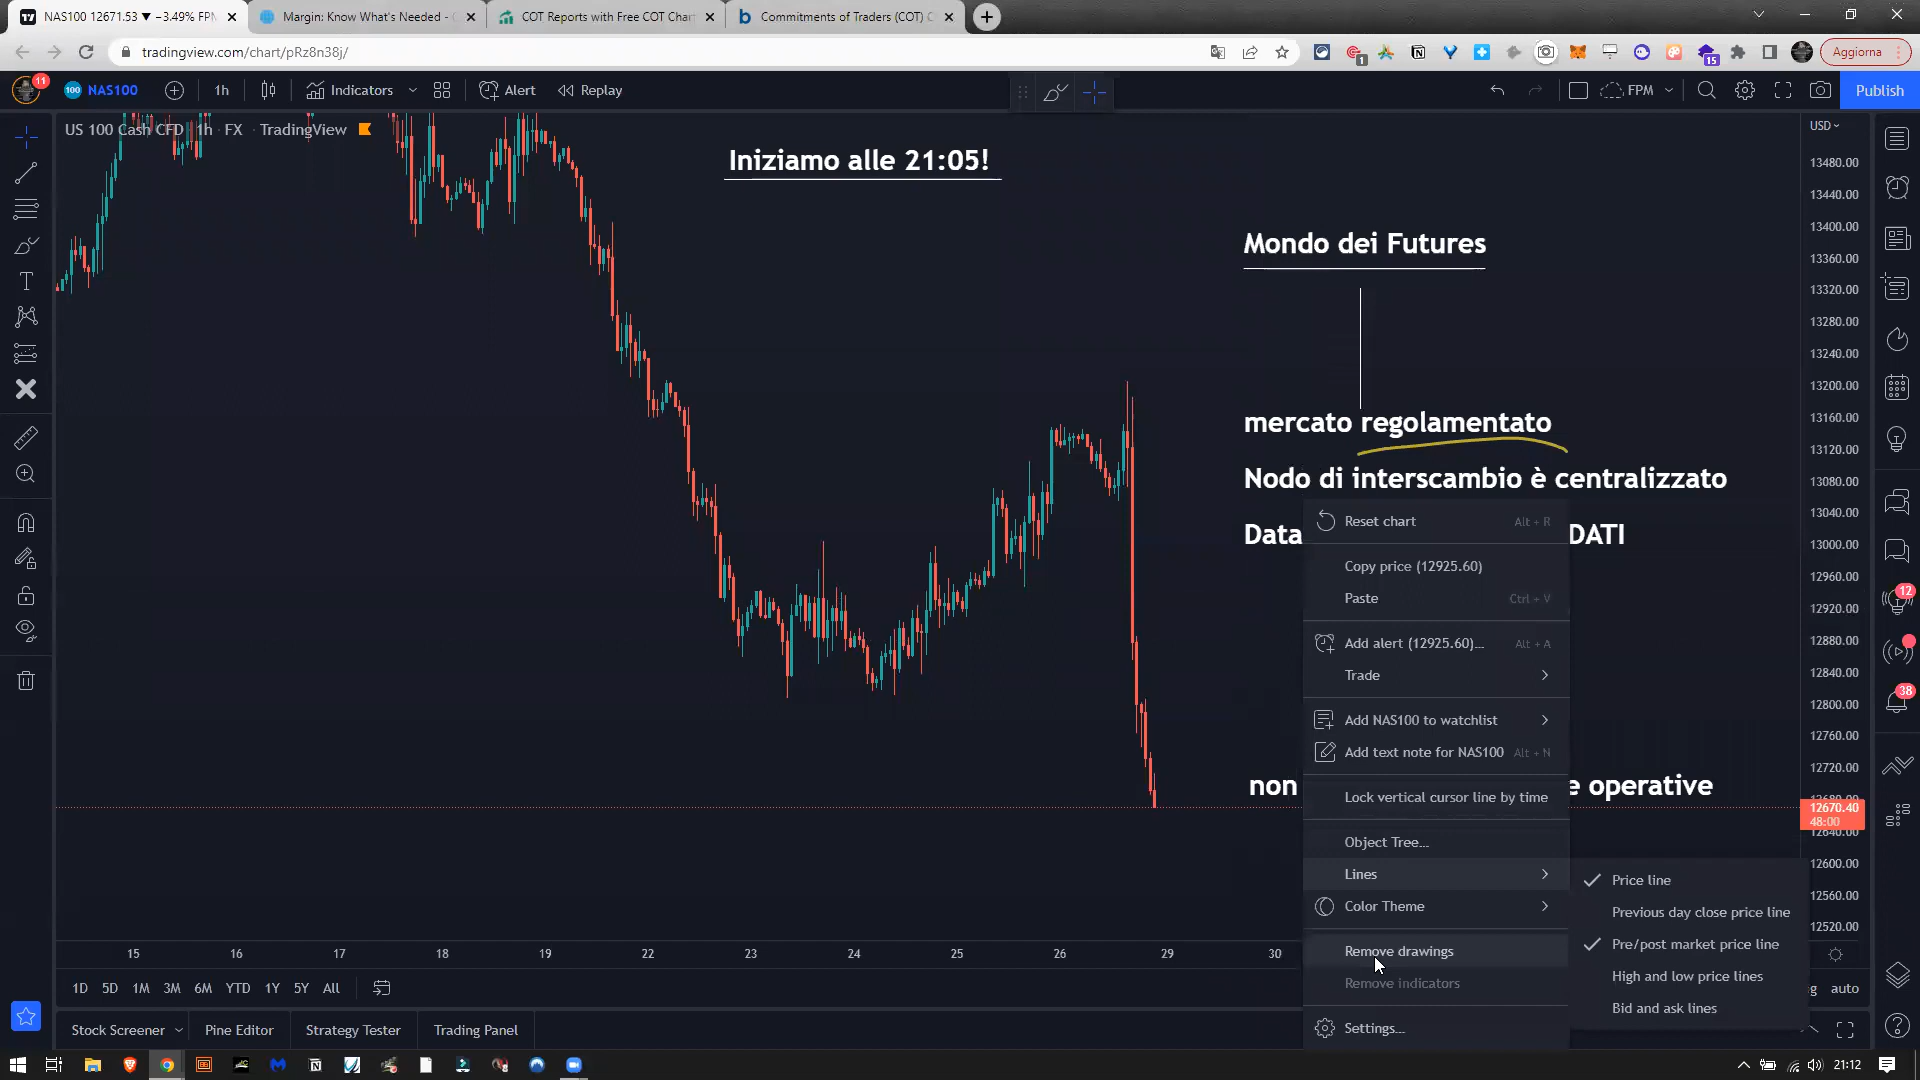 NAS100 12671.53 ▼ −3.49% FPM
Margin: Know What's Needed -
COT Reports with Free COT Char
Commitments of Traders (COT) C
tradingview.com/chart/pRz8n38j/
1
15
Aggiorna
11
100
NAS100
1h
Indicators
Alert
Replay
FPM
Publish
US 100 Cash CFD · 1h · FX · TradingView
USD
Iniziamo alle 21:05!
Mondo dei Futures
mercato regolamentato
Nodo di interscambio è centralizzato
Data
DATI
non
e operative
Reset chart Alt + R
Copy price (12925.60)
Paste Ctrl + V
Add alert (12925.60)... Alt + A
Trade
Add NAS100 to watchlist
Add text note for NAS100 Alt + N
Lock vertical cursor line by time
Object Tree...
Lines
Color Theme
Remove drawings
Remove indicators
Settings...
Price line
Previous day close price line
Pre/post market price line
High and low price lines
Bid and ask lines
13480.00
13440.00
13400.00
13360.00
13320.00
13280.00
13240.00
13200.00
13160.00
13120.00
13080.00
13040.00
13000.00
12960.00
12920.00
12880.00
12840.00
12800.00
12760.00
12720.00
12670.40
48:00
12640.00
12600.00
12560.00
12520.00
12
38
15 16 17 18 19 22 23 24 25 26 29 30
1D 5D 1M 3M 6M YTD 1Y 5Y All
g auto
Stock Screener Pine Editor Strategy Tester Trading Panel
21:12